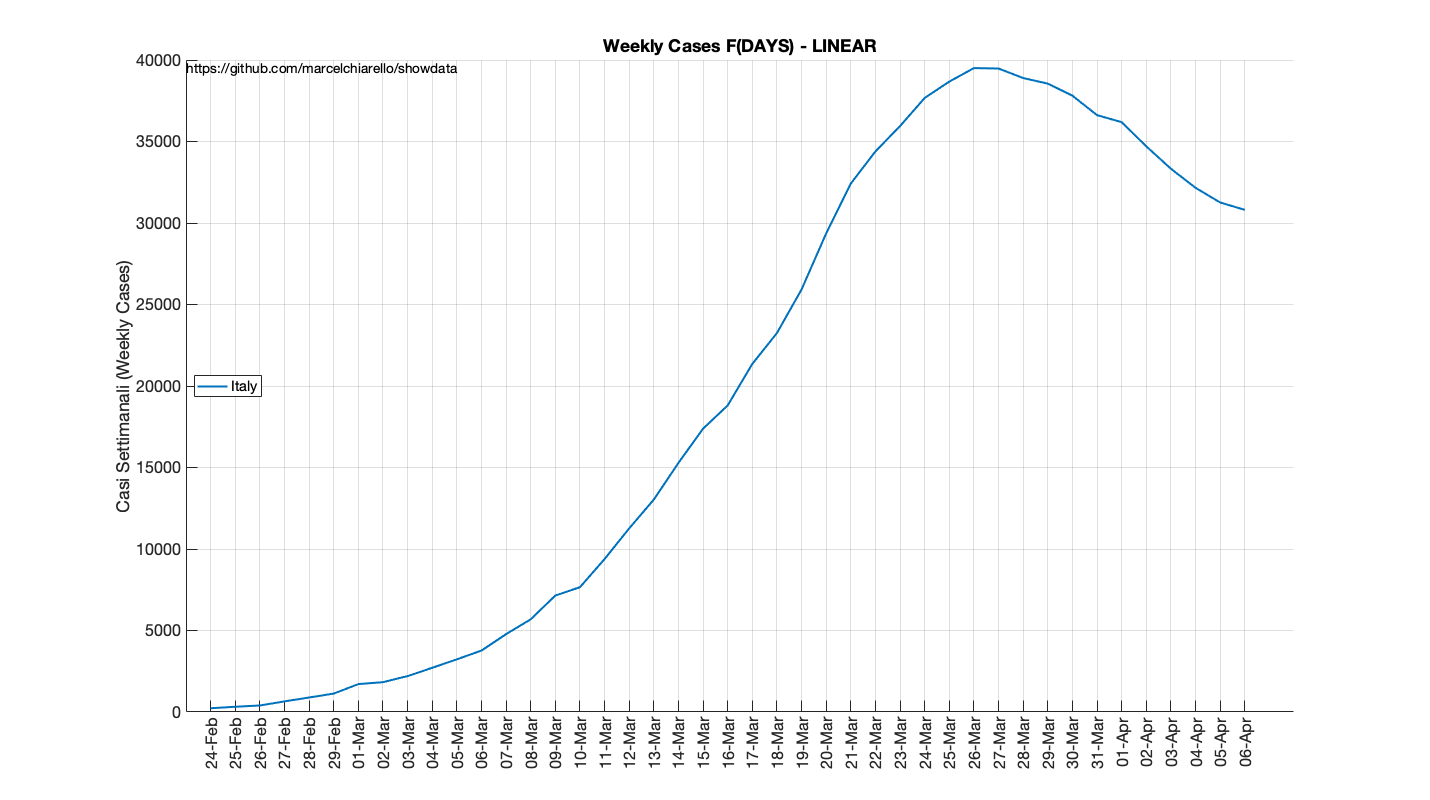 Weekly Cases F(DAYS) - LINEAR
https://github.com/marcelchiarello/showdata
Casi Settimanali (Weekly Cases)
40000
35000
30000
25000
20000
15000
10000
5000
0
Italy
24-Feb
25-Feb
26-Feb
27-Feb
28-Feb
29-Feb
01-Mar
02-Mar
03-Mar
04-Mar
05-Mar
06-Mar
07-Mar
08-Mar
09-Mar
10-Mar
11-Mar
12-Mar
13-Mar
14-Mar
15-Mar
16-Mar
17-Mar
18-Mar
19-Mar
20-Mar
21-Mar
22-Mar
23-Mar
24-Mar
25-Mar
26-Mar
27-Mar
28-Mar
29-Mar
30-Mar
31-Mar
01-Apr
02-Apr
03-Apr
04-Apr
05-Apr
06-Apr